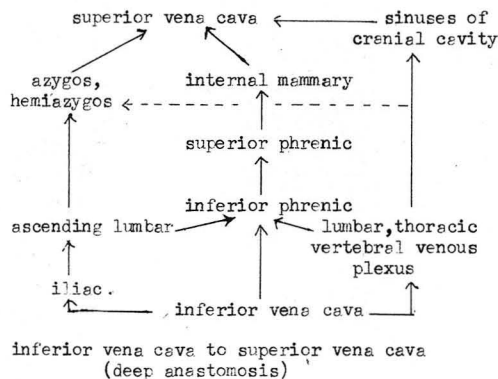 superior vena cava
sinuses of
cranial cavity
azygos,
hemiazygos
internal mammary
superior phrenic
inferior phrenic
ascending lumbar
lumbar,thoracic
vertebral venous
plexus
iliac.
inferior vena cava
inferior vena cava to superior vena cava
(deep anastomosis)